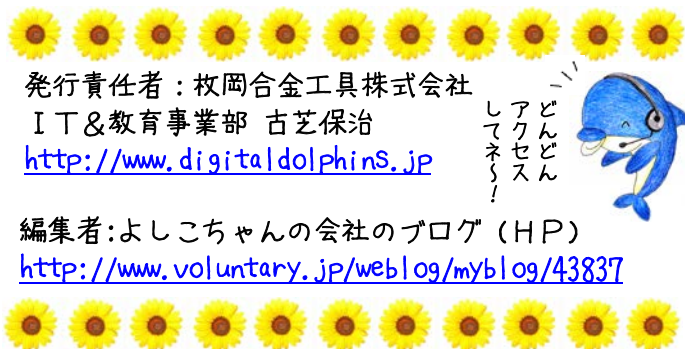 発行責任者：枚岡合金工具株式会社
ＩＴ＆教育事業部 古芝保治
http://www.digitaldolphins.jp
どんどん
アクセス
してネ～！
編集者:よしこちゃんの会社のブログ（ＨＰ）
http://www.voluntary.jp/weblog/myblog/43837